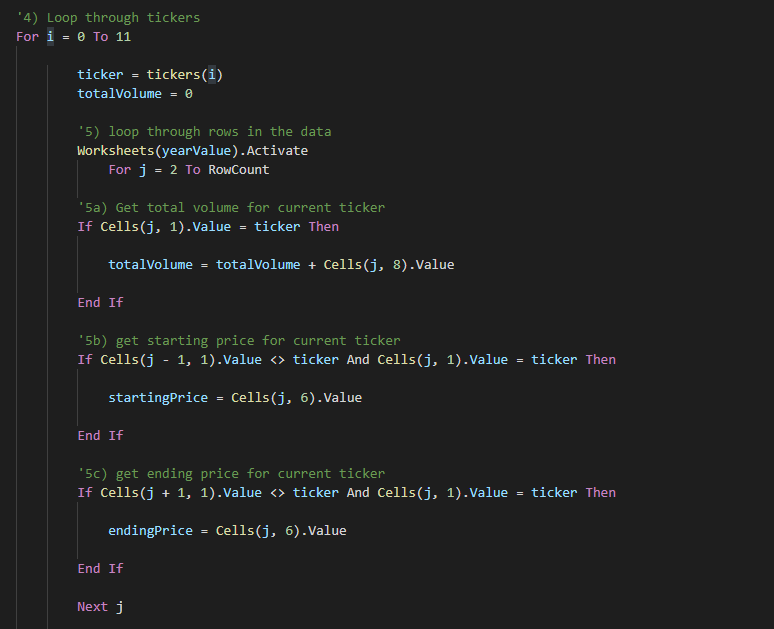 '4) Loop through tickers
For i = 0 To 11
ticker = tickers(i)
totalVolume = 0
'5) loop through rows in the data
Worksheets(yearValue).Activate
For j = 2 To RowCount
'5a) Get total volume for current ticker
If Cells(j, 1).Value = ticker Then
totalVolume = totalVolume + Cells(j, 8).Value
End If
'5b) get starting price for current ticker
If Cells(j - 1, 1).Value <> ticker And Cells(j, 1).Value = ticker Then
startingPrice = Cells(j, 6).Value
End If
'5c) get ending price for current ticker
If Cells(j + 1, 1).Value <> ticker And Cells(j, 1).Value = ticker Then
endingPrice = Cells(j, 6).Value
End If
Next j